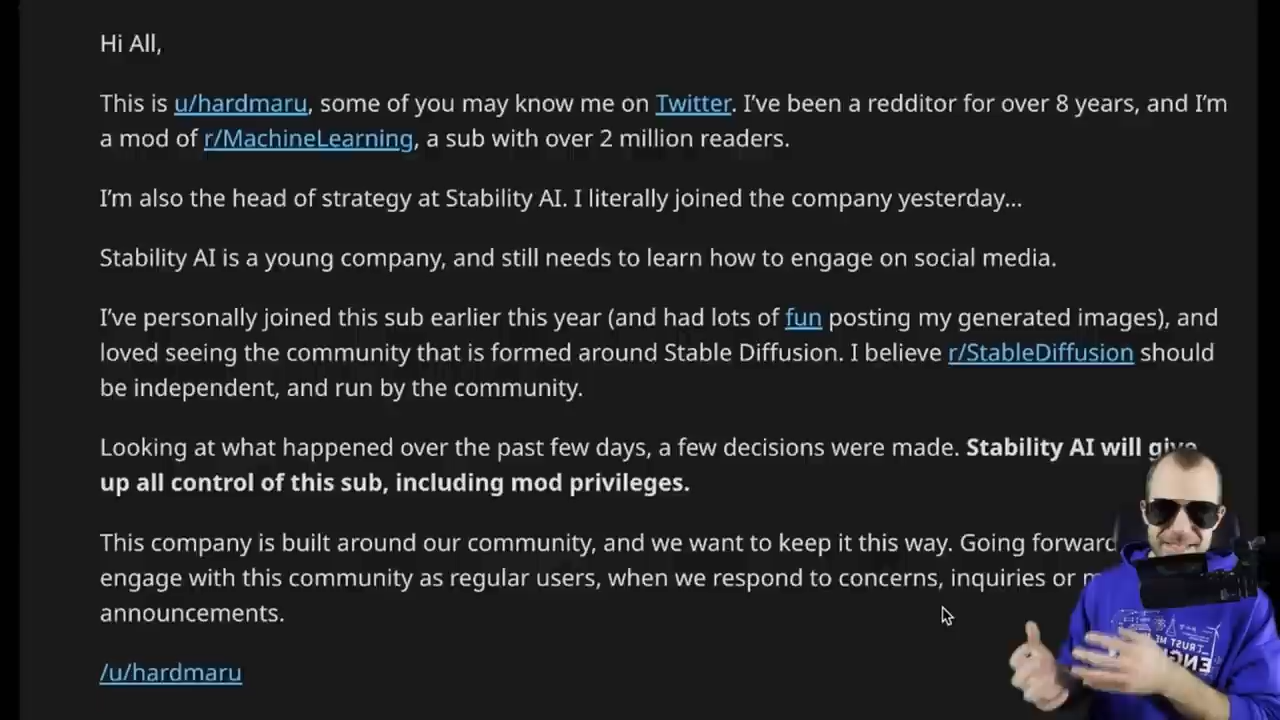 Hi All,
This is u/hardmaru, some of you may know me on Twitter. I’ve been a redditor for over 8 years, and I’m
a mod of r/MachineLearning, a sub with over 2 million readers.
I’m also the head of strategy at Stability AI. I literally joined the company yesterday...
Stability AI is a young company, and still needs to learn how to engage on social media.
I’ve personally joined this sub earlier this year (and had lots of fun posting my generated images), and
loved seeing the community that is formed around Stable Diffusion. I believe r/StableDiffusion should
be independent, and run by the community.
Looking at what happened over the past few days, a few decisions were made. Stability AI will give
up all control of this sub, including mod privileges.
This company is built around our community, and we want to keep it this way. Going forward
engage with this community as regular users, when we respond to concerns, inquiries or
announcements.
/u/hardmaru
TRUST ME